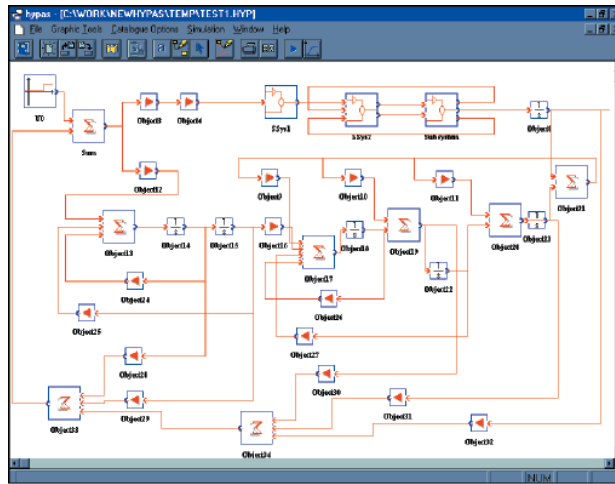 hypas - [C:\WORK\NEWHYPAS\TEMP\TEST1.HYP]
File Graphic Tools Catalogue Options Simulation Window Help
U0
Sum
Object3
Object4
SSys1
SSys2
Object12
Object9
Object10
Object11
Object21
Object13
Object14
Object15
Object16
Object17
Object18
Object19
Object20
Object23
Object22
Object24
Object25
Object26
Object27
Object28
Object29
Object30
Object31
Object32
Object33
Object34
NUM